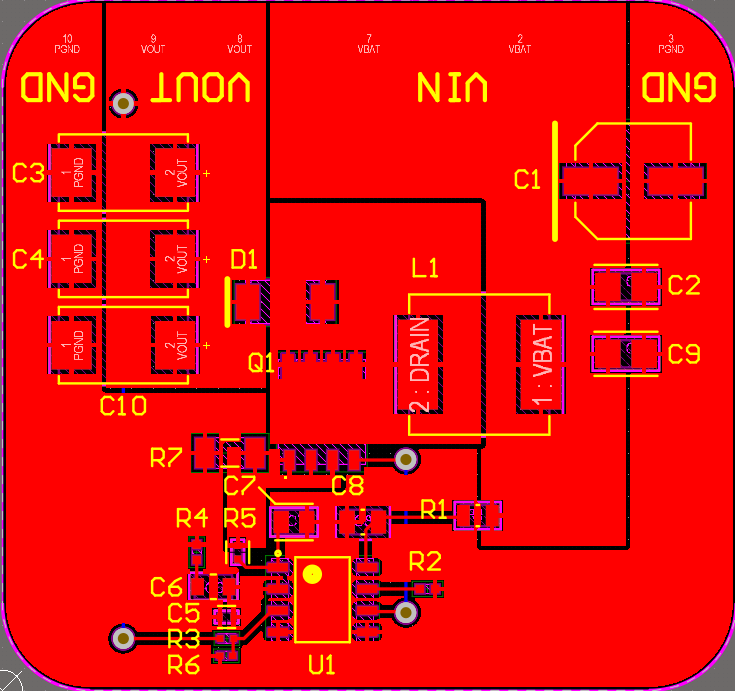 10 9 8 7 2 3
PGND VOUT VOUT VBAT VBAT PGND
GND VOUT VIN GND
C3 1 PGND 2 VOUT + C1
C4 1 PGND 2 VOUT + D1 L1 C2
1 PGND 2 VOUT + Q1 2 : DRAIN 1 : VBAT C9
C10
R7
C7 C8
R4 R5 R1
R2
C6
C5
R3
R6 U1